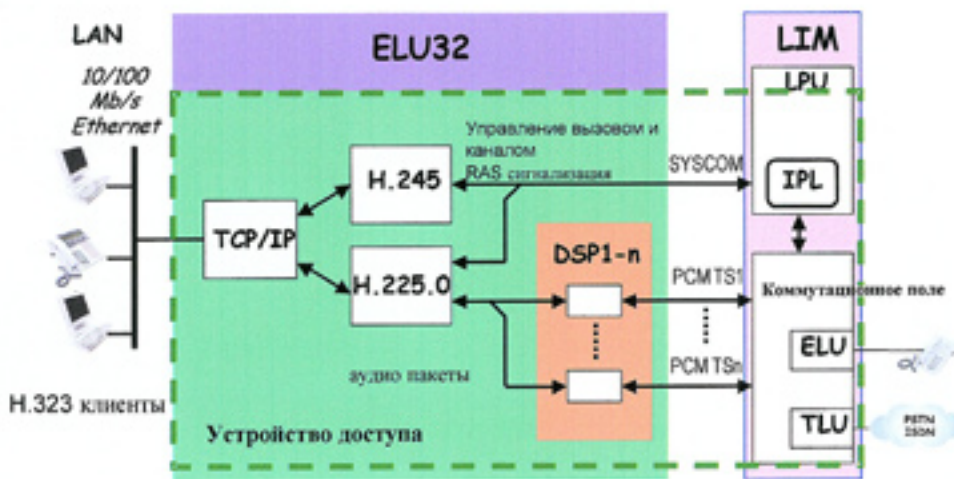 LAN
10/100
Mb/s
Ethernet
H.323 клиенты
ELU32
Управление вызовом и
каналом
RAS сигнализация
H.245
TCP/IP
H.225.0
DSP1-n
аудио пакеты
Устройство доступа
SYSCOM
PCM TS1
PCM TSn
LIM
LPU
IPL
Коммутационное поле
ELU
TLU
PSTN
ISDN